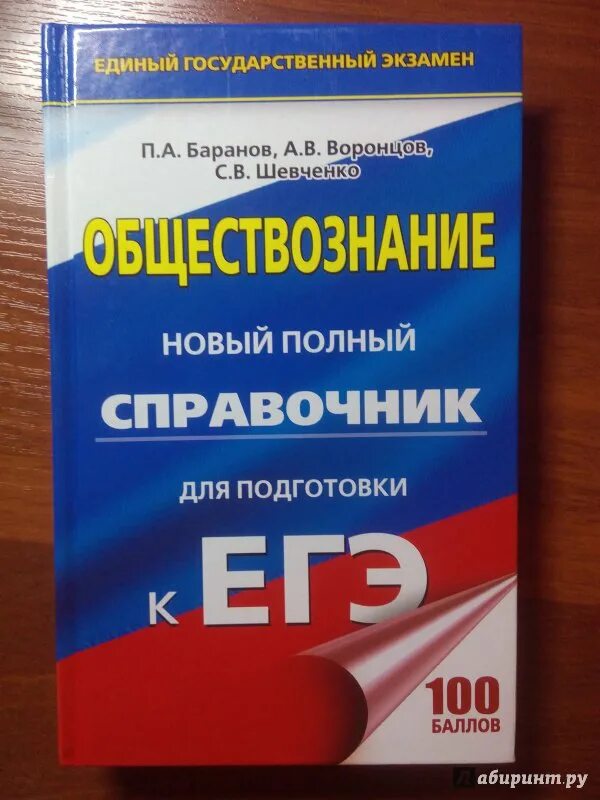 ЕДИНЫЙ ГОСУДАРСТВЕННЫЙ ЭКЗАМЕН
П.А. Баранов, А.В. Воронцов,
С.В. Шевченко
ОБЩЕСТВОЗНАНИЕ
НОВЫЙ ПОЛНЫЙ
СПРАВОЧНИК
ДЛЯ ПОДГОТОВКИ
К ЕГЭ
100
БАЛЛОВ
Лабиринт.ру